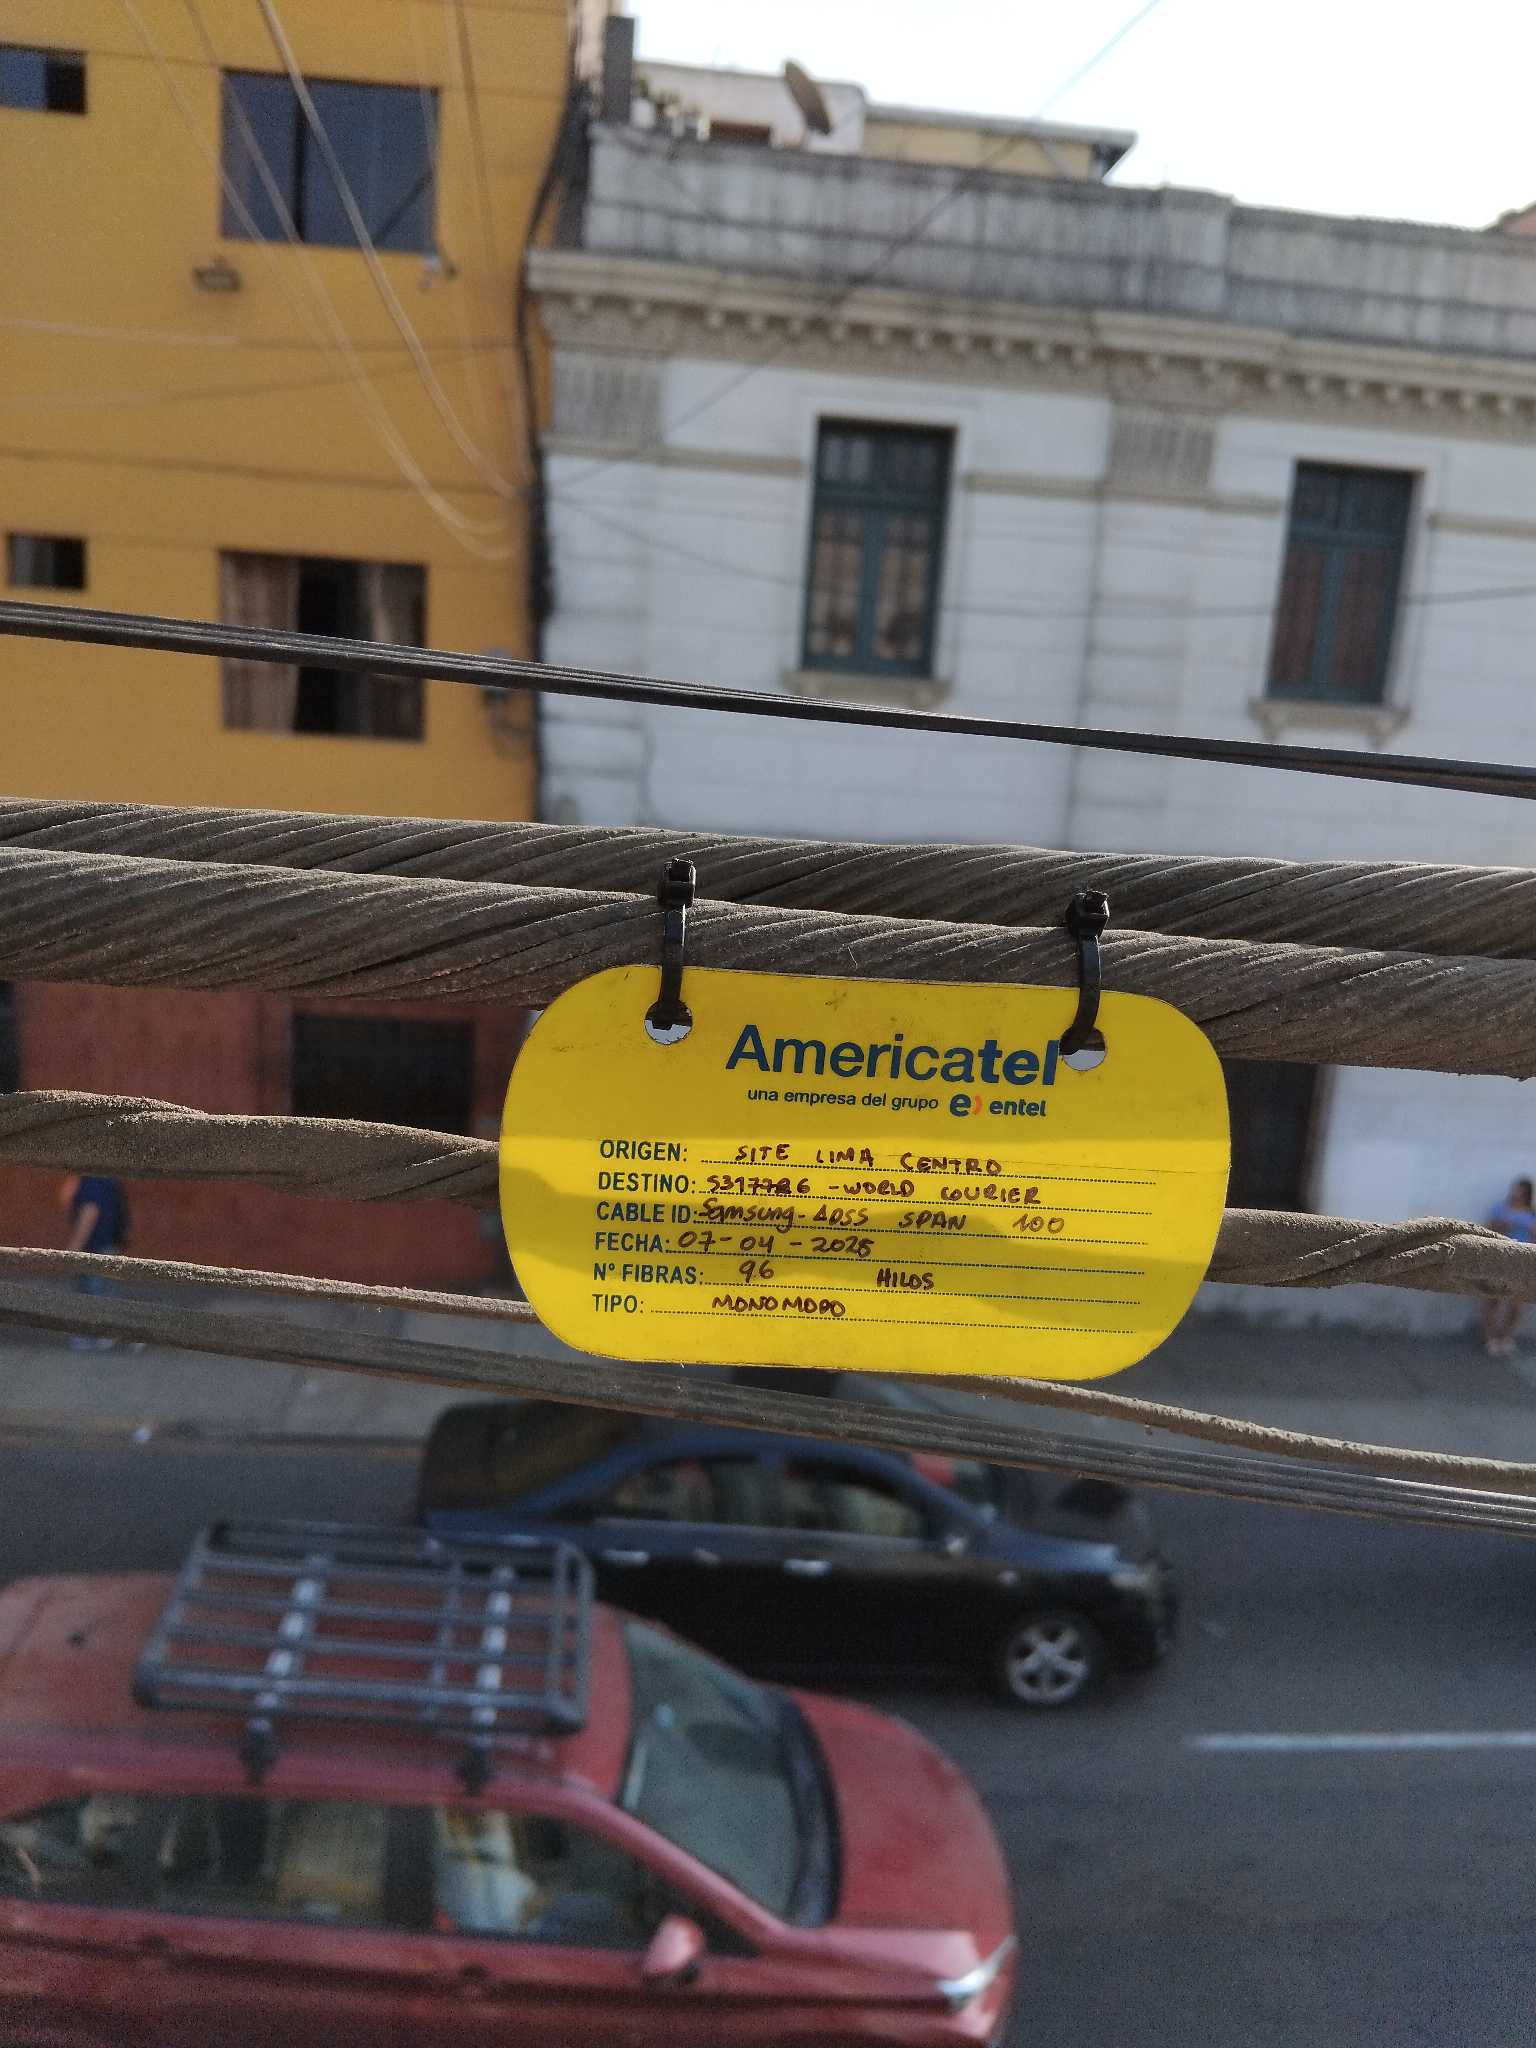 Americatel
una empresa del grupo e) entel
ORIGEN: SITE LIMA CENTRO
DESTINO: -WORLD COURIER
CABLE ID: Samsung - ADSS SPAN 100
FECHA: 07-04-2025
N° FIBRAS: 96 HILOS
TIPO: MONOMODO